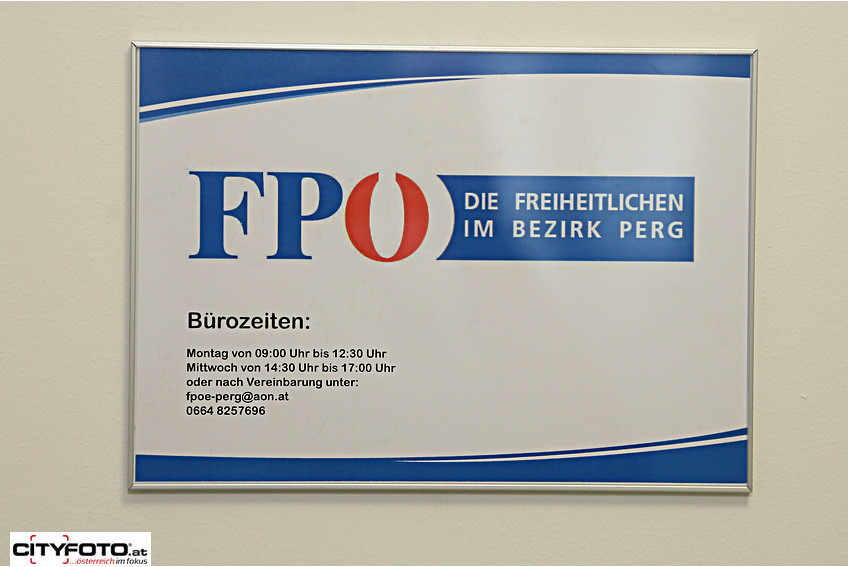 FPÖ
DIE FREIHEITLICHEN
IM BEZIRK PERG
Bürozeiten:
Montag von 09:00 Uhr bis 12:30 Uhr
Mittwoch von 14:30 Uhr bis 17:00 Uhr
oder nach Vereinbarung unter:
fpoe-perg@aon.at
0664 8257696
CITYFOTO®.at
...österreich im fokus